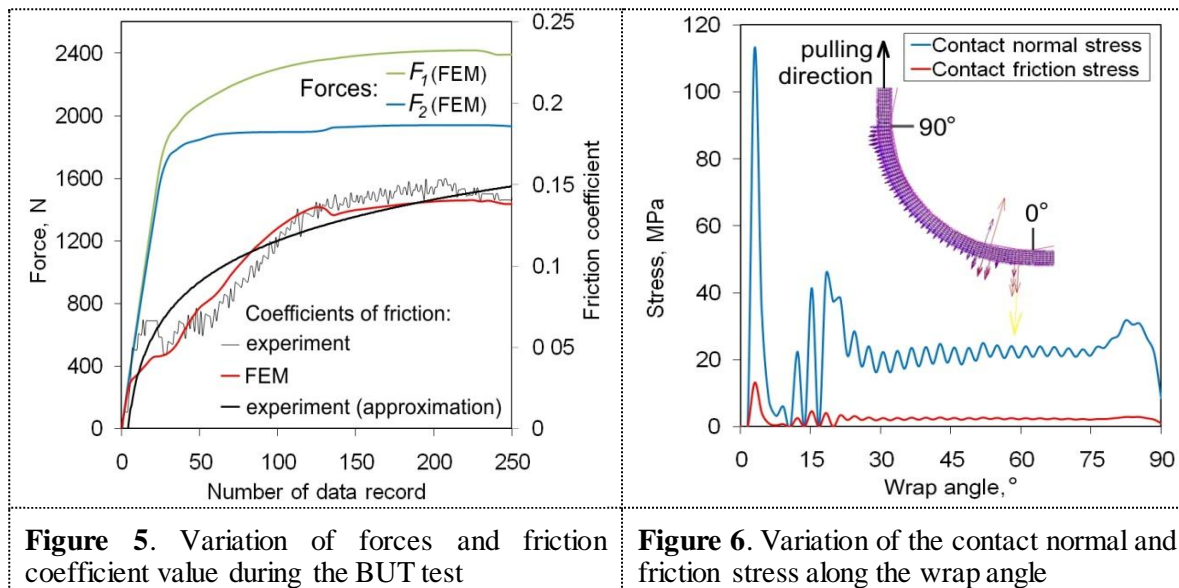 2400
2000
1600
1200
800
400
0
Force, N
0.25
0.2
0.15
0.1
0 05
0
Friction coefficient
Forces:
F1 (FEM)
F2 (FEM)
Coefficients of friction:
experiment
FEM
experiment (approximation)
0 50 100 150 200 250
Number of data record
Figure 5. Variation of forces and friction
coefficient value during the BUT test
120
100
80
60
40
20
0
Stress, MPa
pulling
direction
Contact normal stress
Contact friction stress
90°
0°
0 15 30 45 60 75 90
Wrap angle,°
Figure 6. Variation of the contact normal and
friction stress along the wrap angle